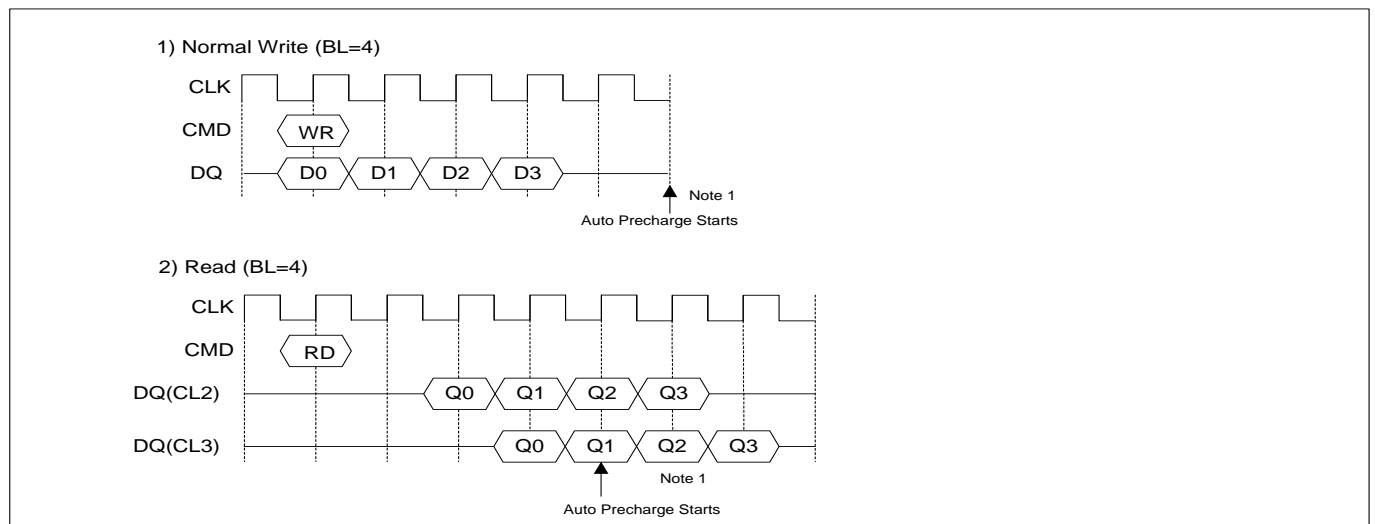 1) Normal Write (BL=4)
CLK
CMD WR
DQ D0 D1 D2 D3
Note 1
Auto Precharge Starts
2) Read (BL=4)
CLK
CMD RD
DQ(CL2) Q0 Q1 Q2 Q3
DQ(CL3) Q0 Q1 Q2 Q3
Note 1
Auto Precharge Starts